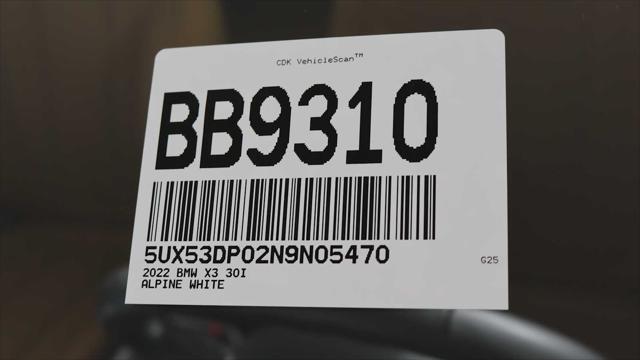 CDK VehicleScan™
BB9310
5UX53DP02N9N05470
2022 BMW X3 30I
ALPINE WHITE
G25